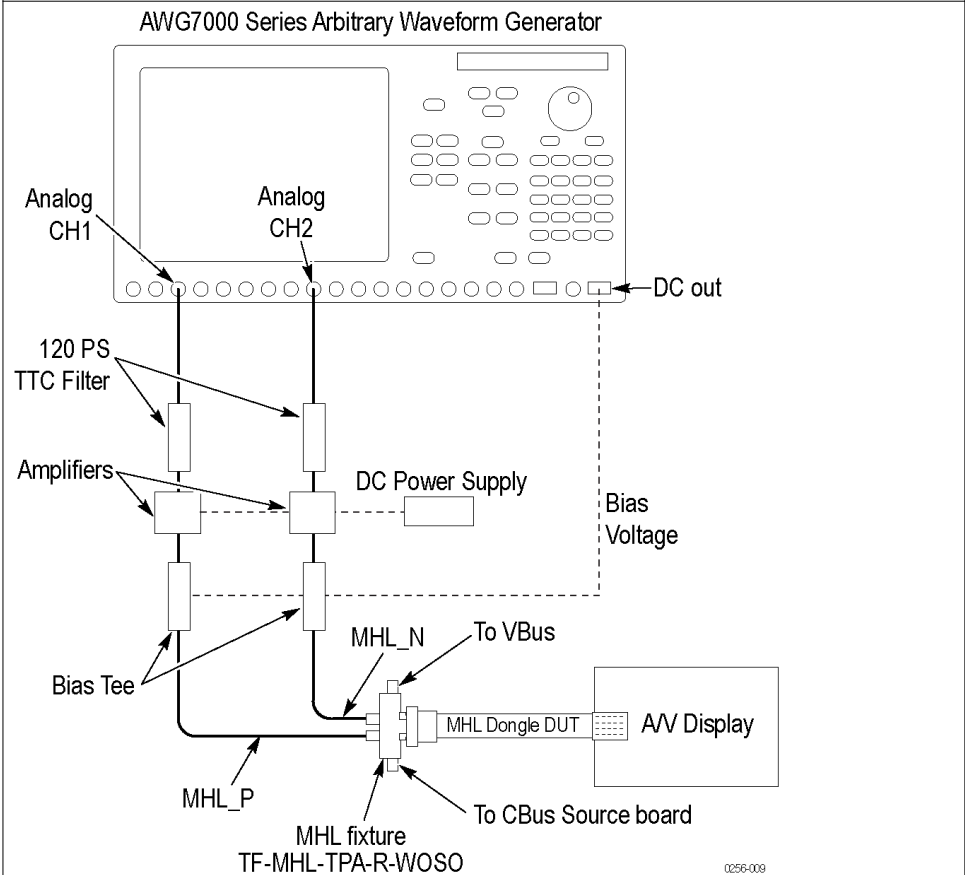 AWG7000 Series Arbitrary Waveform Generator
Analog
CH1
Analog
CH2
DC out
120 PS
TTC Filter
Amplifiers
DC Power Supply
Bias
Voltage
Bias Tee
MHL_N
To VBus
MHL Dongle DUT
A/V Display
MHL_P
To CBus Source board
MHL fixture
TF-MHL-TPA-R-WOSO
0256-009